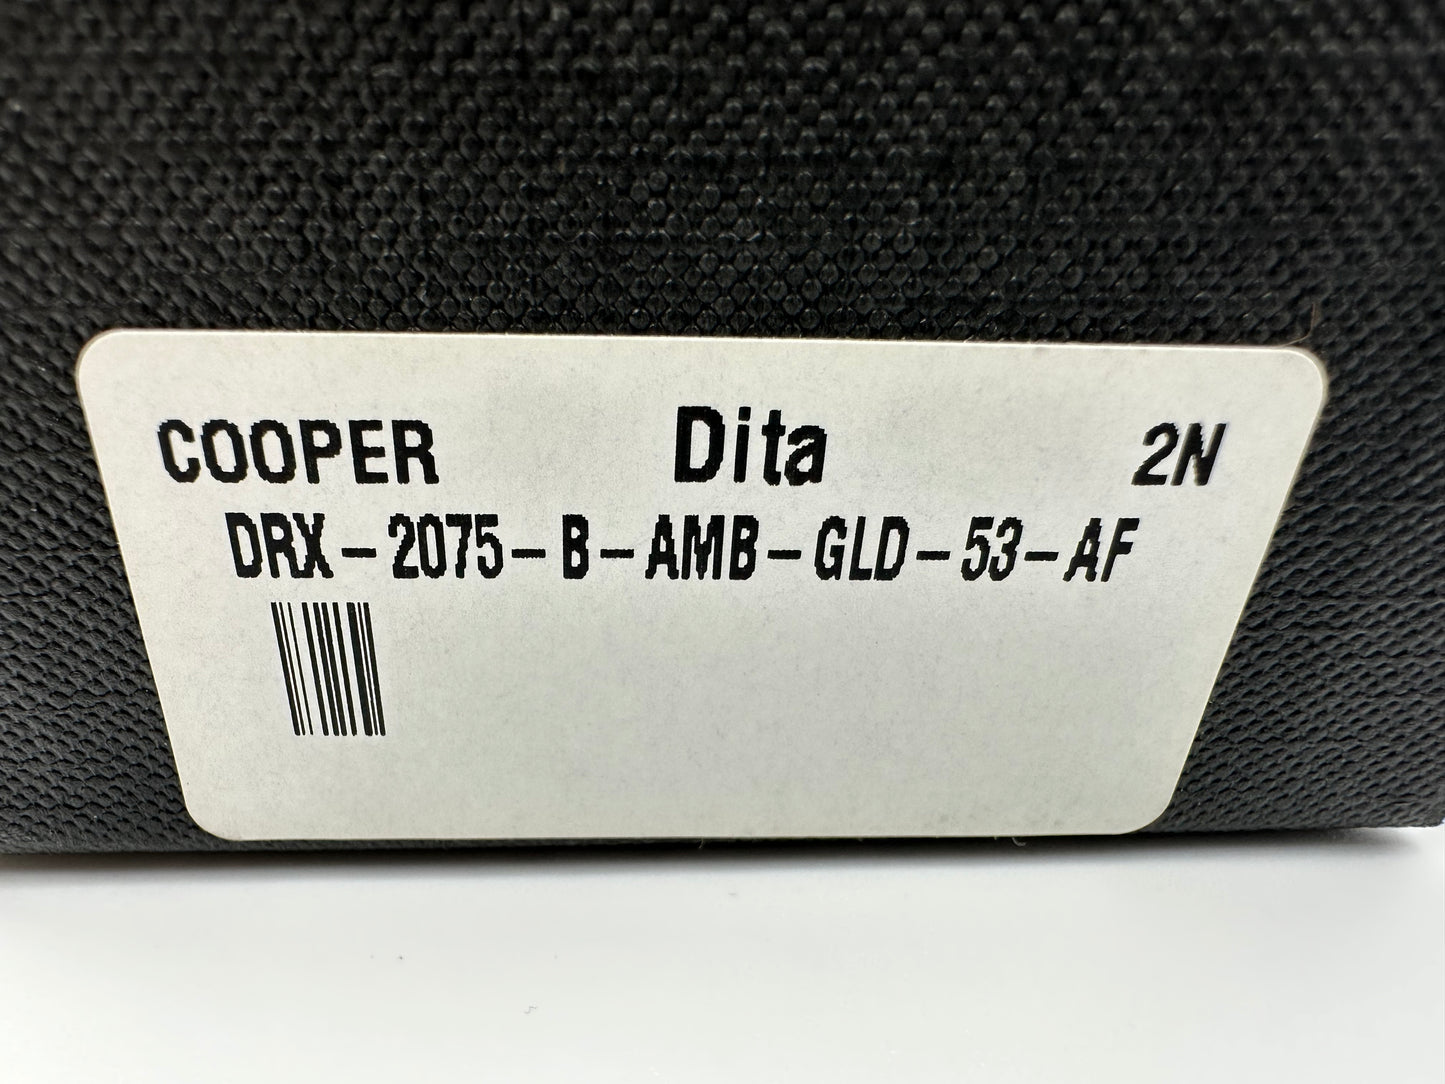 COOPER Dita 2N
DRX-2075-B-AMB-GLD-53-AF